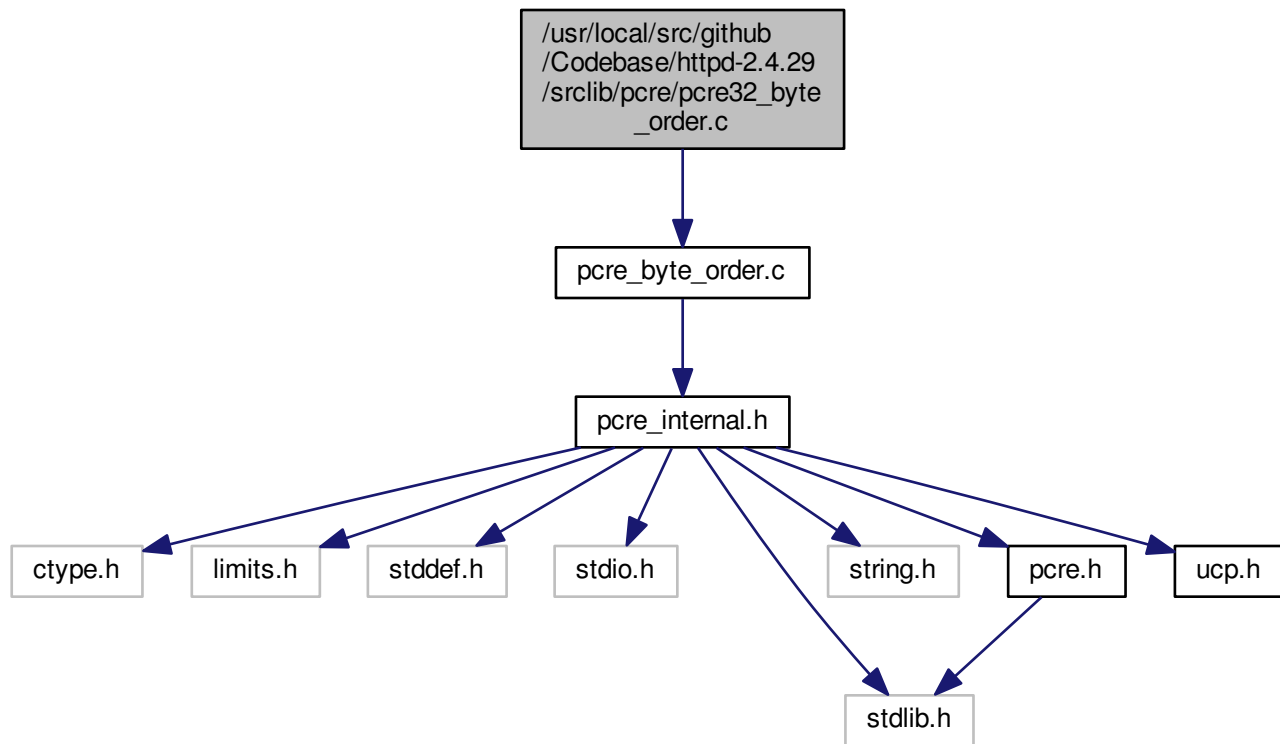 /usr/local/src/github
/Codebase/httpd-2.4.29
/srclib/pcre/pcre32_byte
_order.c
pcre_byte_order.c
pcre_internal.h
ctype.h
limits.h
stddef.h
stdio.h
string.h
pcre.h
ucp.h
stdlib.h